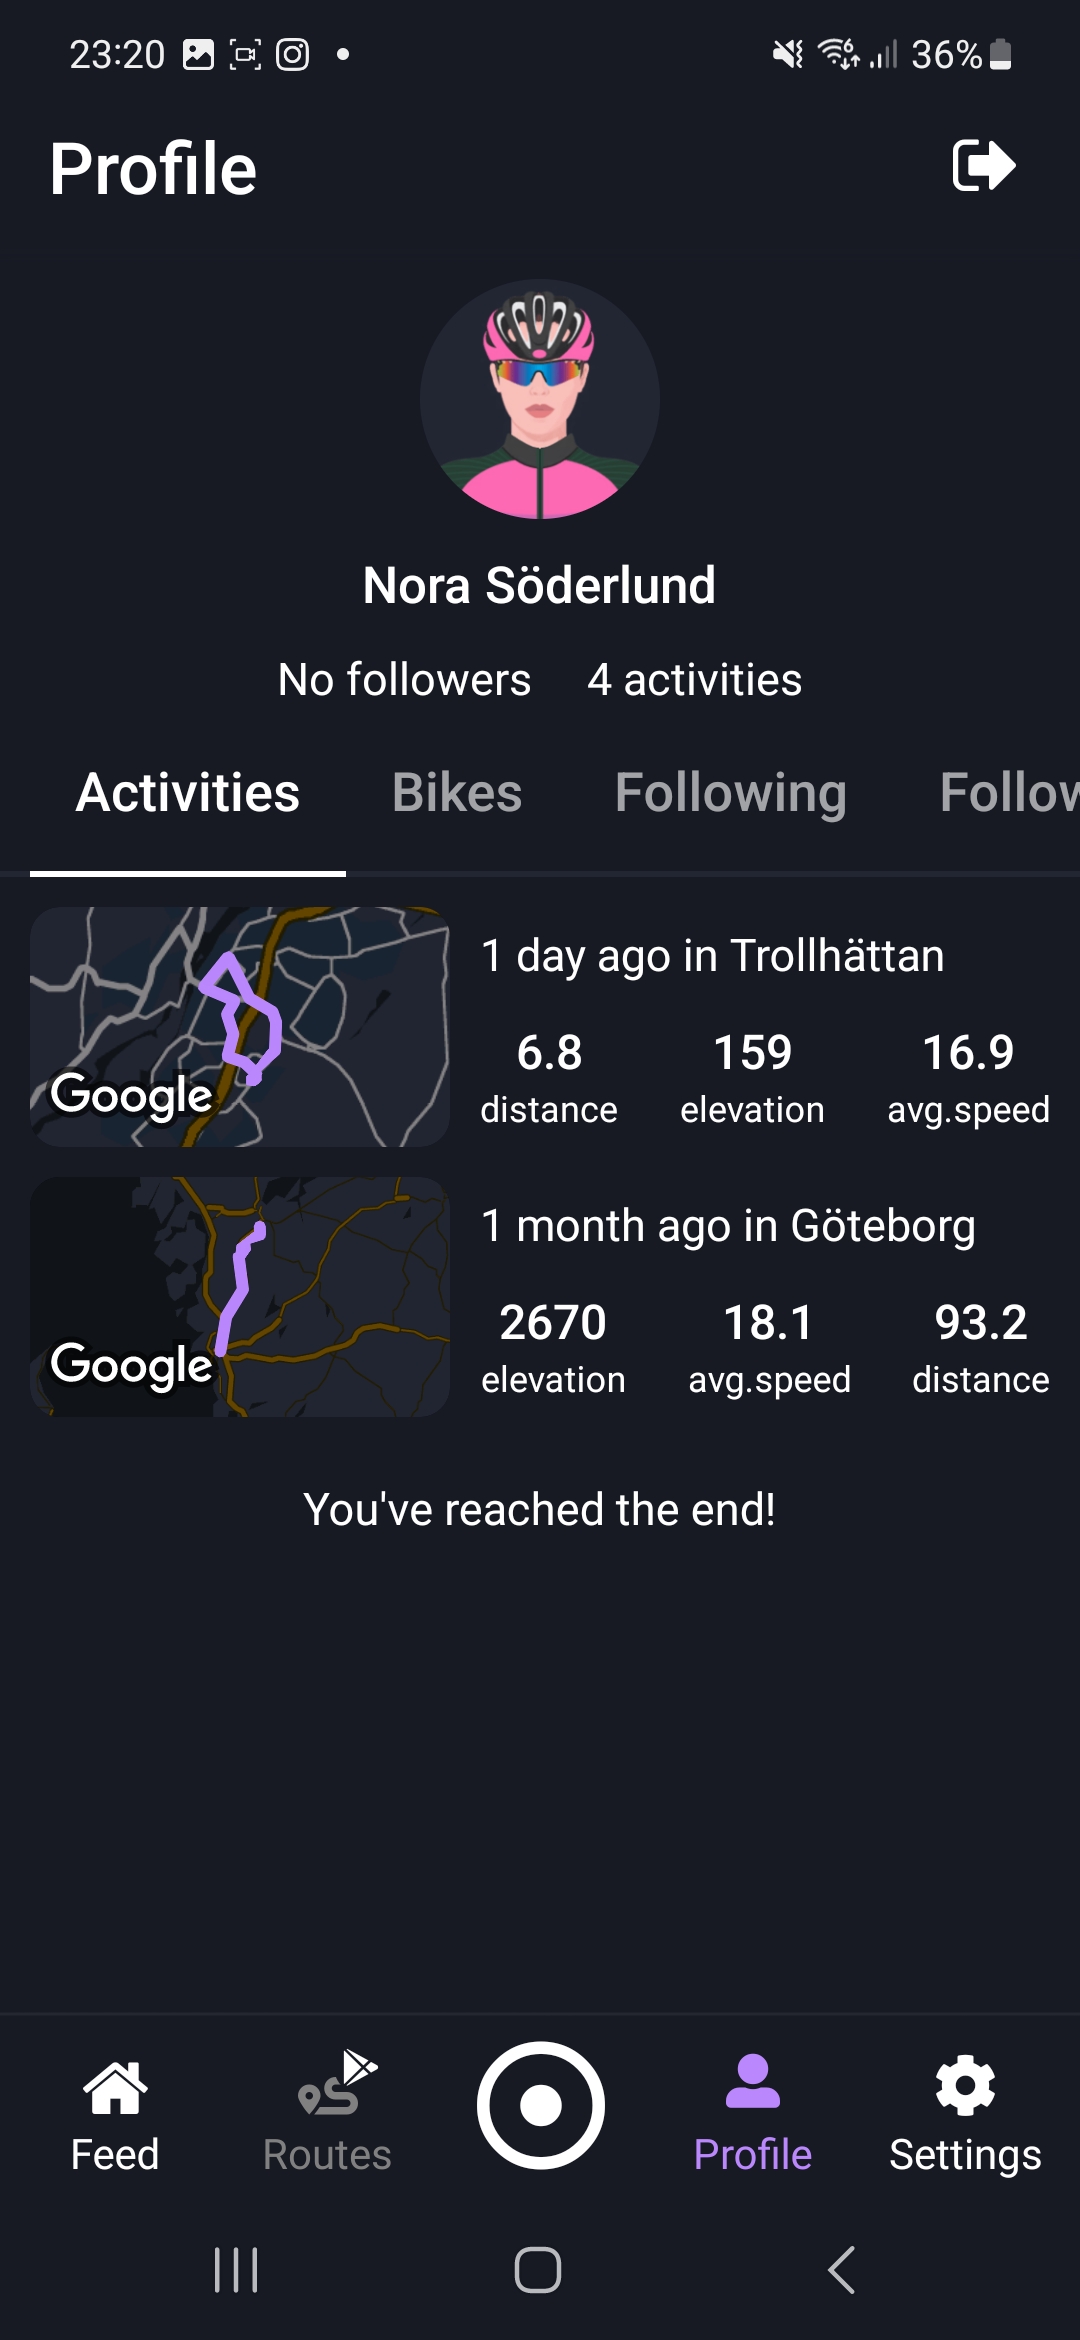 23:20 36%
Profile
Nora Söderlund
No followers 4 activities
Activities Bikes Following Follow
1 day ago in Trollhättan
6.8 159 16.9
distance elevation avg.speed
Google
1 month ago in Göteborg
2670 18.1 93.2
elevation avg.speed distance
Google
You've reached the end!
Feed Routes Profile Settings